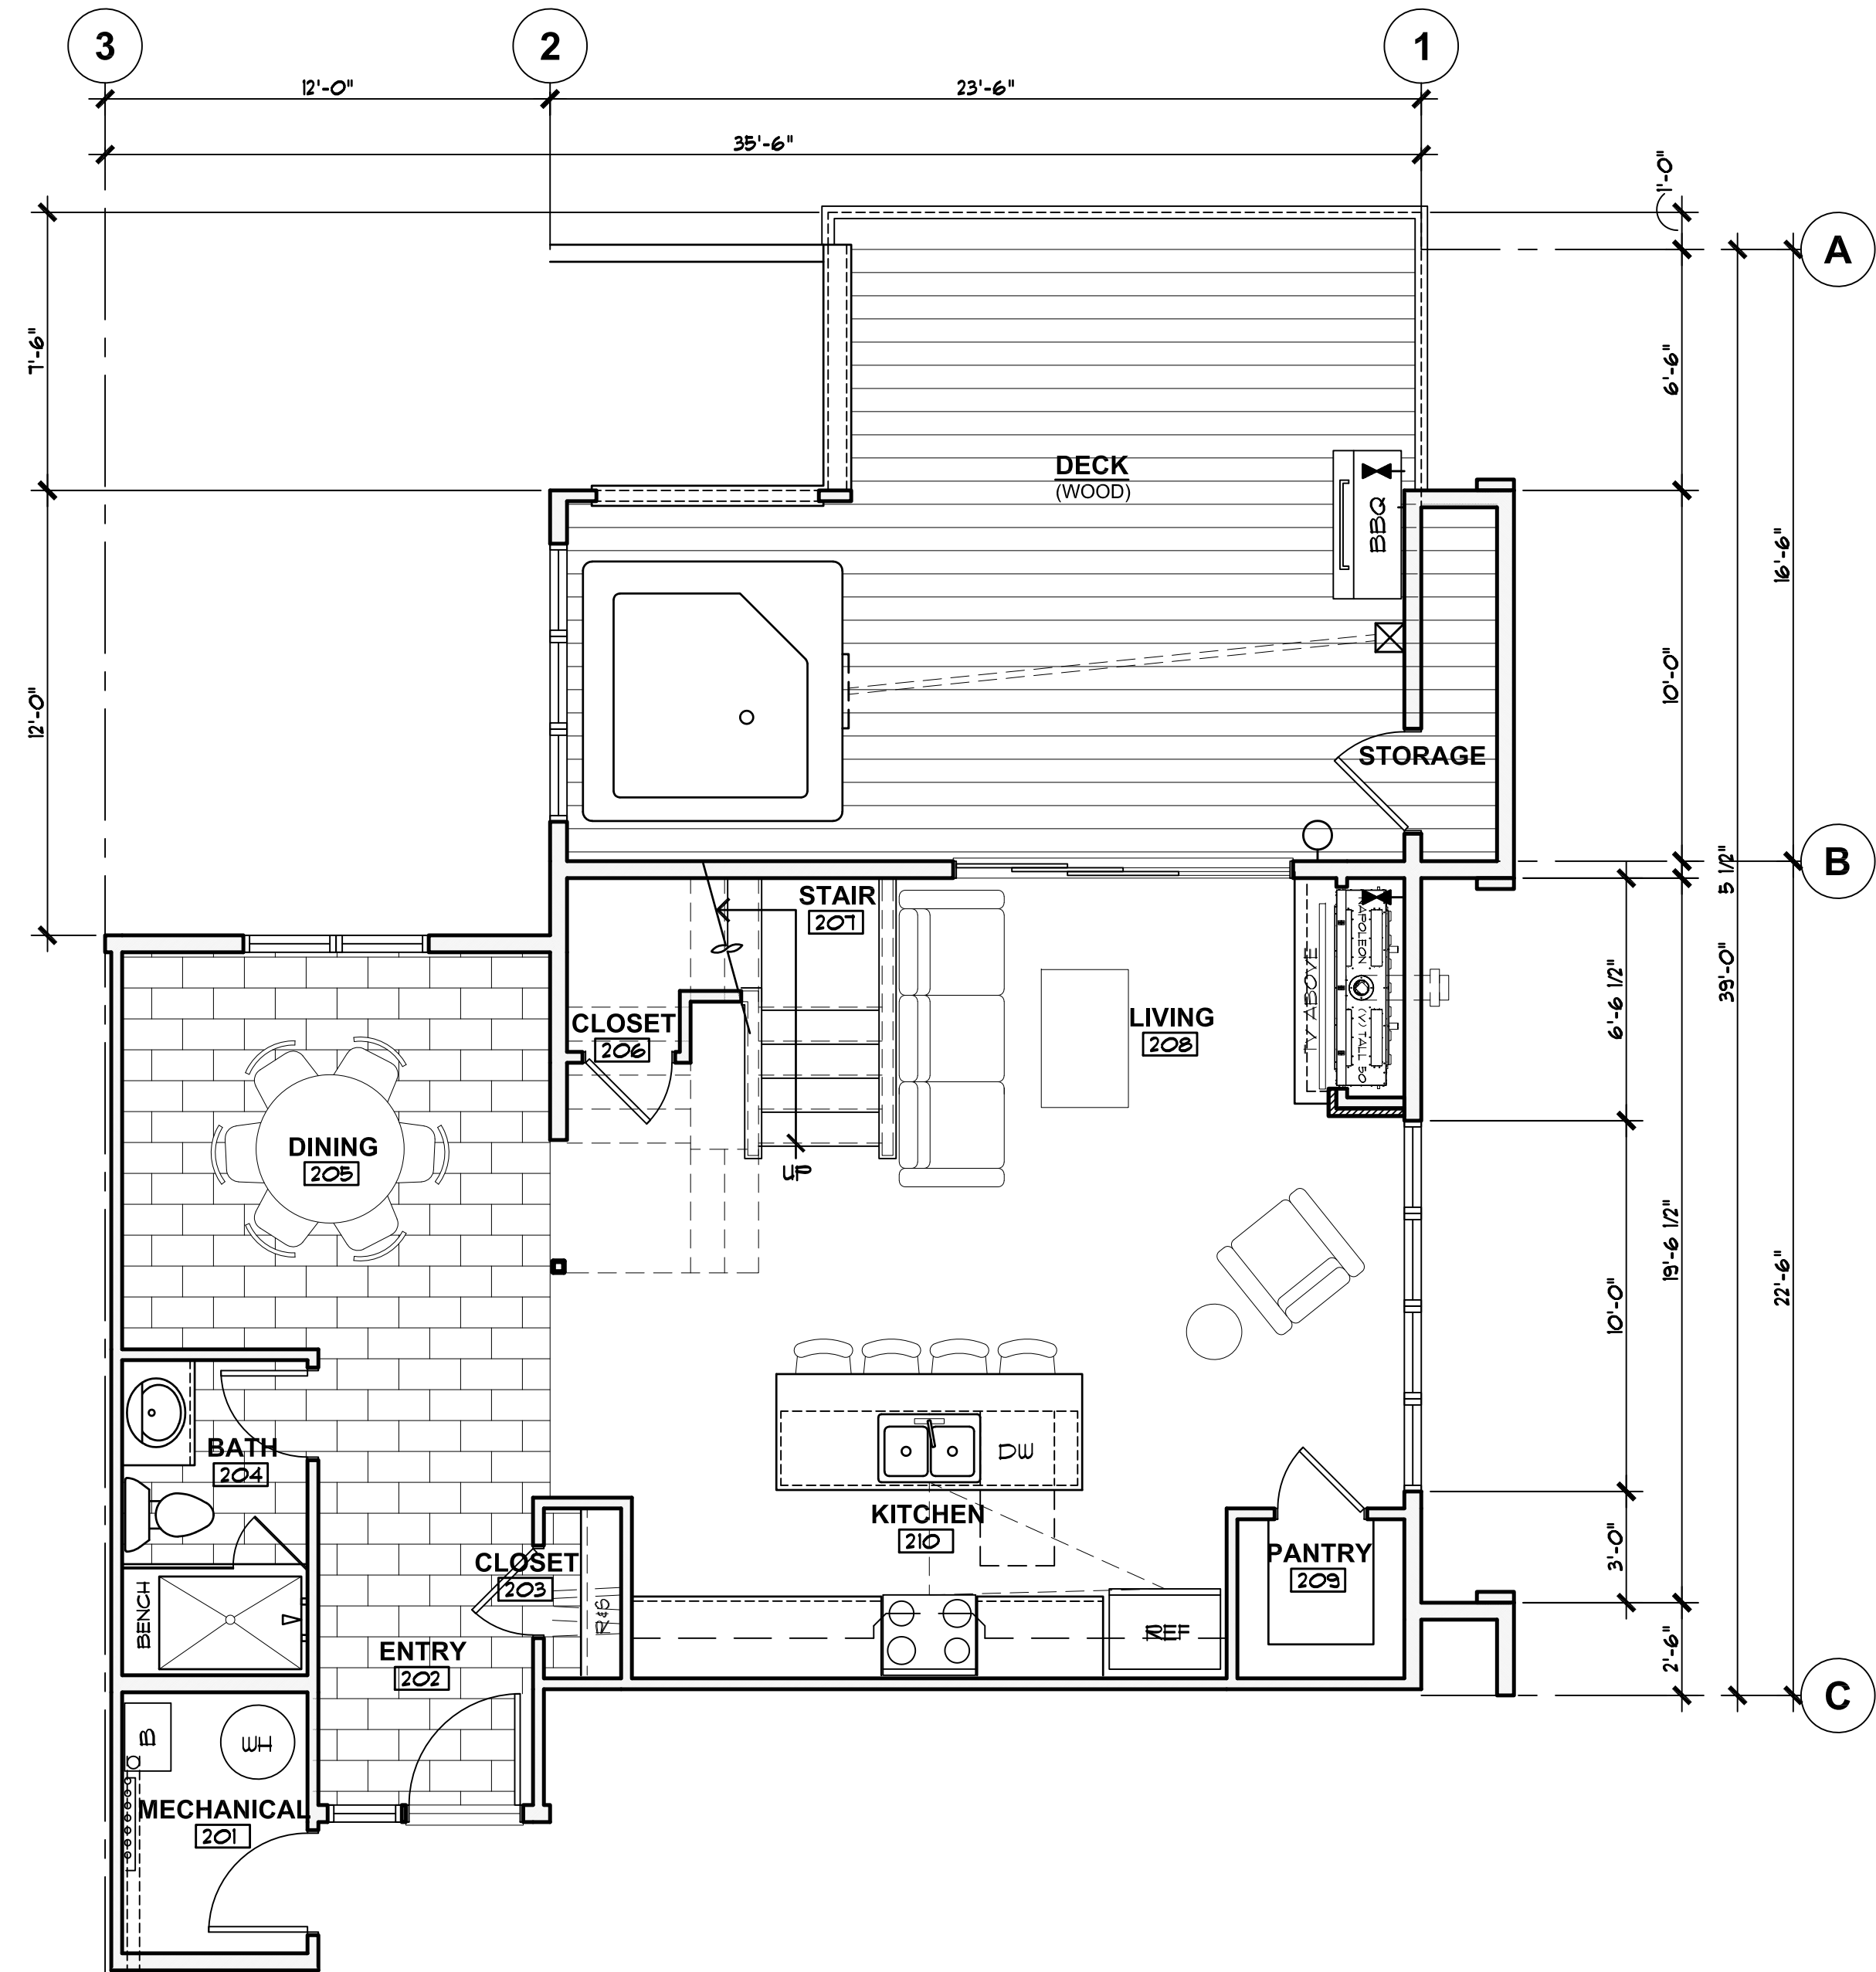 3
2
1
12'-0"
23'-6"
35'-6"
1'-0"
A
7'-6"
6'-6"
DECK
(WOOD)
BBQ
16'-6"
12'-0"
10'-0"
STORAGE
B
5 1/2"
39'-0"
STAIR
207
NAPOLEON
(V) TALL 50
TV ABOVE
CLOSET
206
LIVING
208
6'-6 1/2"
DINING
205
UP
19'-6 1/2"
22'-6"
10'-0"
BATH
204
DW
KITCHEN
210
CLOSET
203
R&S
PANTRY
209
3'-0"
BENCH
ENTRY
202
REF
2'-6"
C
B
WH
MECHANICAL
201